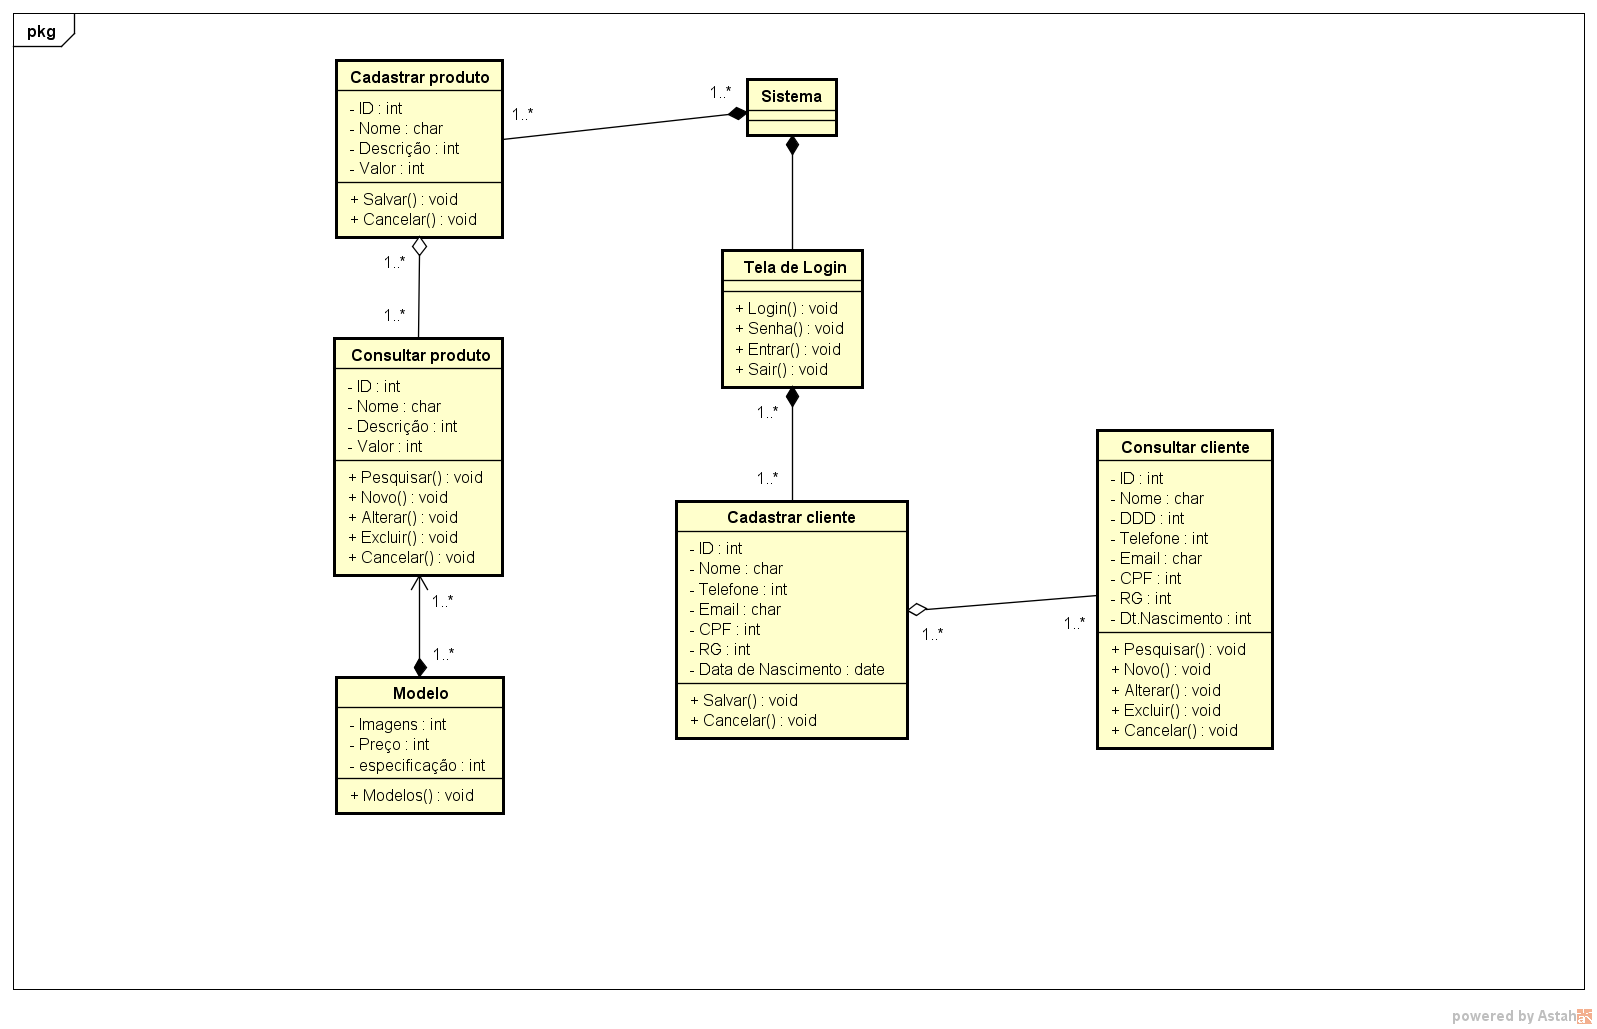 pkg
Cadastrar produto
- ID : int
- Nome : char
- Descrição : int
- Valor : int
+ Salvar() : void
+ Cancelar() : void
1..*
1..*
Sistema
1..*
1..*
Consultar produto
- ID : int
- Nome : char
- Descrição : int
- Valor : int
+ Pesquisar() : void
+ Novo() : void
+ Alterar() : void
+ Excluir() : void
+ Cancelar() : void
1..*
1..*
Modelo
- Imagens : int
- Preço : int
- especificação : int
+ Modelos() : void
Tela de Login
+ Login() : void
+ Senha() : void
+ Entrar() : void
+ Sair() : void
1..*
1..*
Cadastrar cliente
- ID : int
- Nome : char
- Telefone : int
- Email : char
- CPF : int
- RG : int
- Data de Nascimento : date
+ Salvar() : void
+ Cancelar() : void
1..*
1..*
Consultar cliente
- ID : int
- Nome : char
- DDD : int
- Telefone : int
- Email : char
- CPF : int
- RG : int
- Dt.Nascimento : int
+ Pesquisar() : void
+ Novo() : void
+ Alterar() : void
+ Excluir() : void
+ Cancelar() : void
powered by Astah